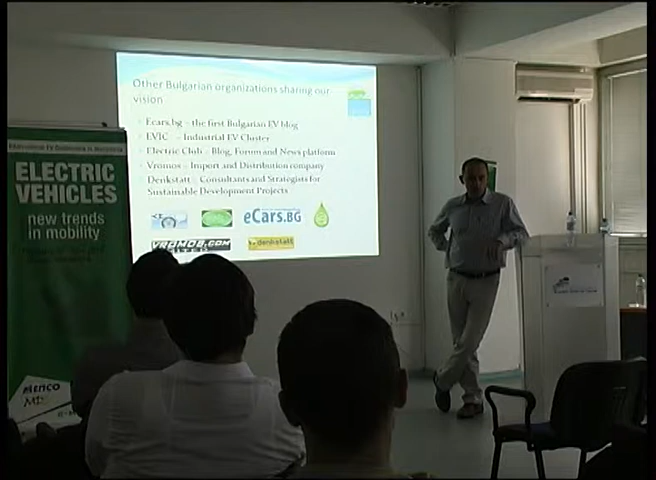 Other Bulgarian organizations sharing our
vision
Ecars.bg – the first Bulgarian EV blog
EVIC – Industrial EV Cluster
Electric Club – Blog, Forum and News platform
Vromos – Import and Distribution company
Denkstatt – Consultants and Strategists for
Sustainable Development Projects
eCars.BG
VROMOB.COM
denkstatt
ELECTRIC
VEHICLES
new trends
in mobility